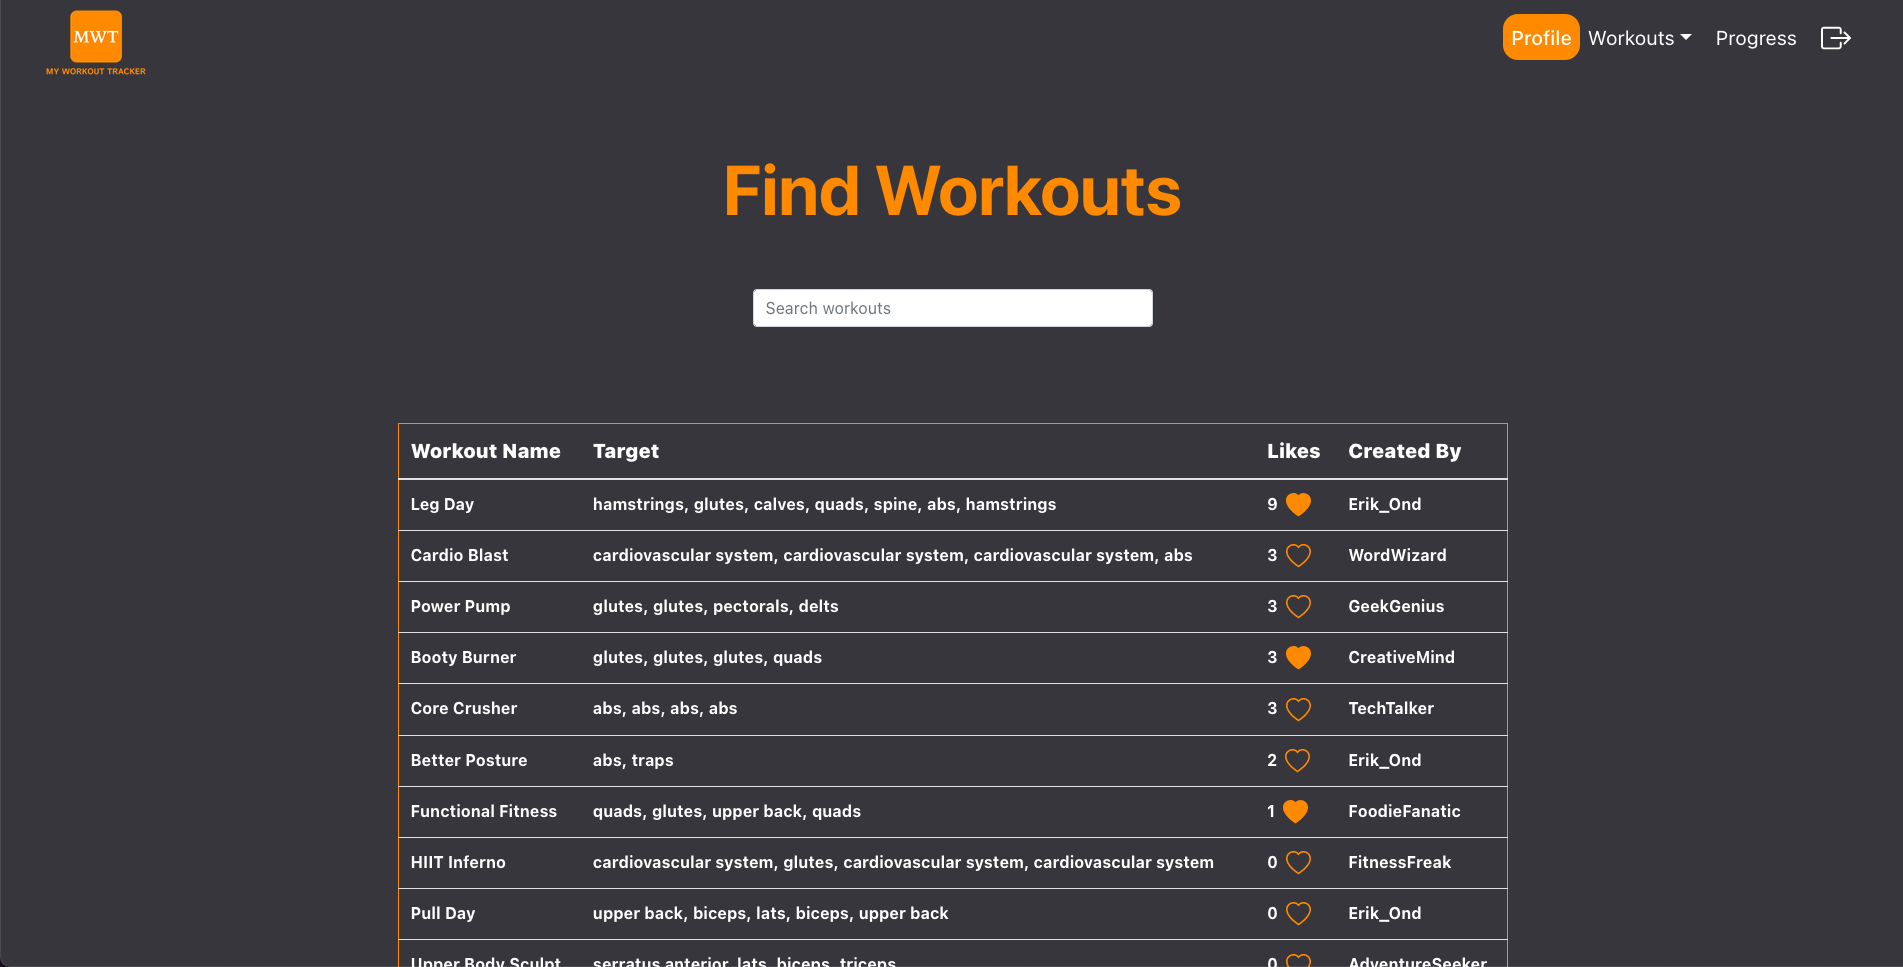 MWT
MY WORKOUT TRACKER
Profile Workouts Progress
Find Workouts
Search workouts
Workout Name Target Likes Created By
Leg Day hamstrings, glutes, calves, quads, spine, abs, hamstrings 9 Erik_Ond
Cardio Blast cardiovascular system, cardiovascular system, cardiovascular system, abs 3 WordWizard
Power Pump glutes, glutes, pectorals, delts 3 GeekGenius
Booty Burner glutes, glutes, glutes, quads 3 CreativeMind
Core Crusher abs, abs, abs, abs 3 TechTalker
Better Posture abs, traps 2 Erik_Ond
Functional Fitness quads, glutes, upper back, quads 1 FoodieFanatic
HIIT Inferno cardiovascular system, glutes, cardiovascular system, cardiovascular system 0 FitnessFreak
Pull Day upper back, biceps, lats, biceps, upper back 0 Erik_Ond
Upper Body Sculpt serratus anterior, lats, biceps, triceps 0 AdventureSeeker